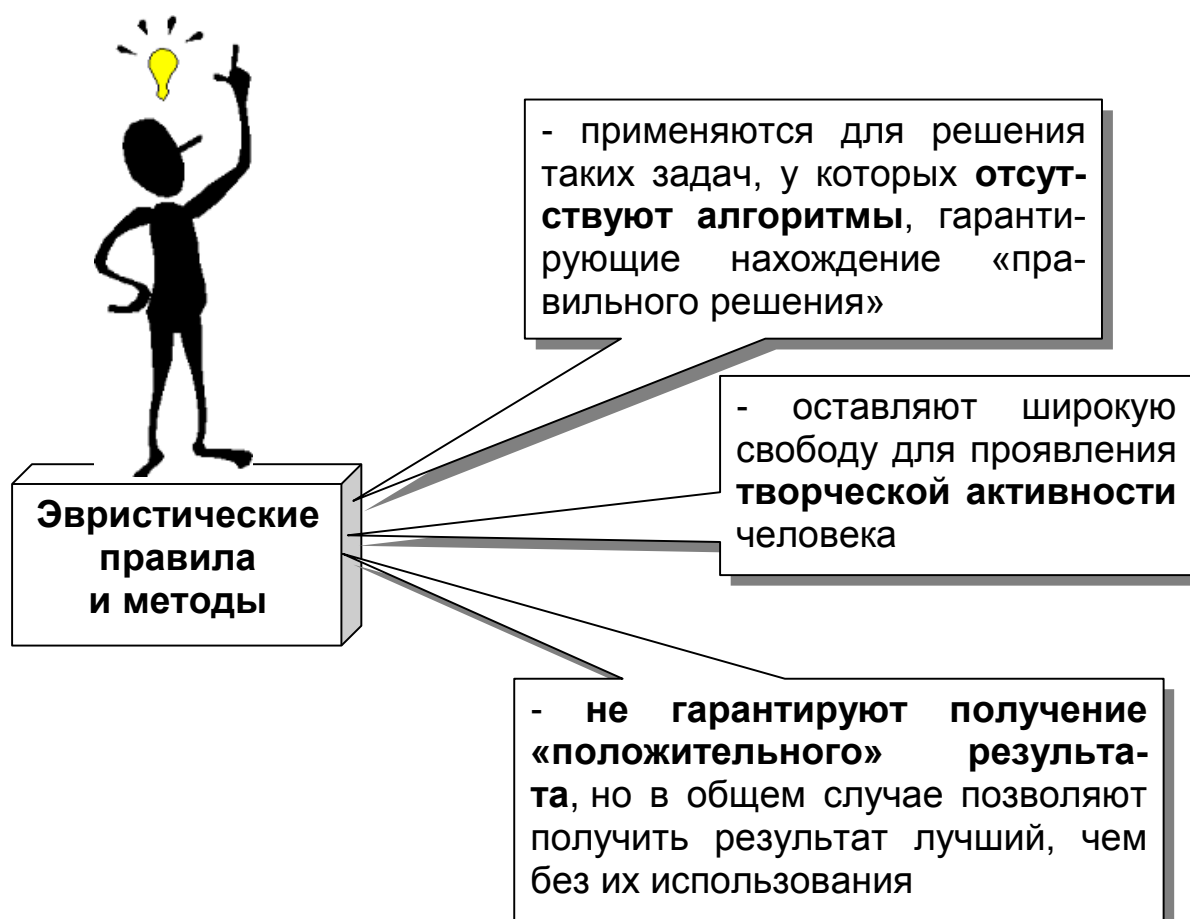 - применяются для решения
таких задач, у которых отсут-
ствуют алгоритмы, гаранти-
рующие нахождение «пра-
вильного решения»
- оставляют широкую
свободу для проявления
творческой активности
человека
Эвристические
правила
и методы
- не гарантируют получение
«положительного» результа-
та, но в общем случае позволяют
получить результат лучший, чем
без их использования